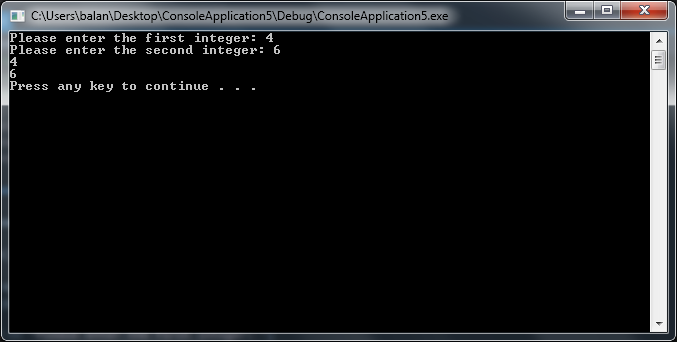 C:\Users\balan\Desktop\ConsoleApplication5\Debug\ConsoleApplication5.exe
Please enter the first integer: 4
Please enter the second integer: 6
4
6
Press any key to continue . . .